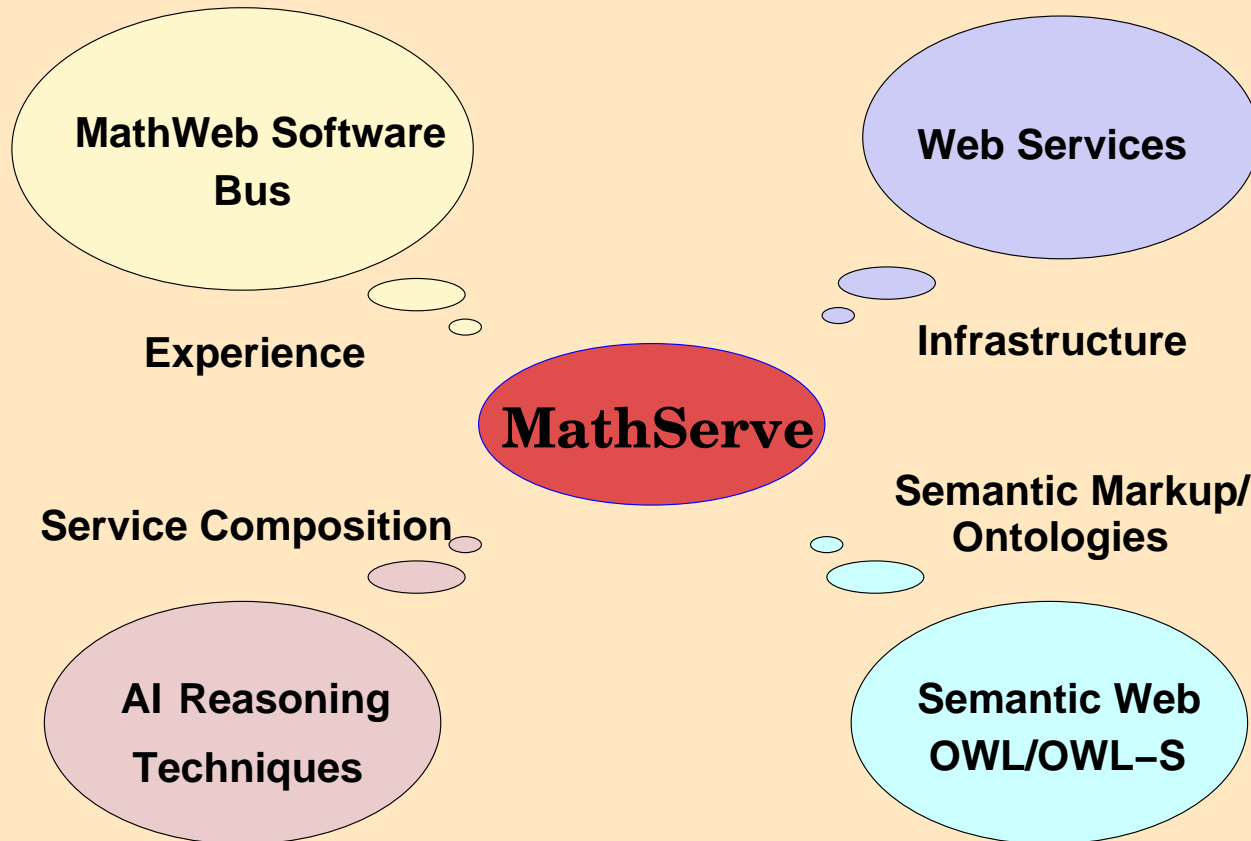 MathWeb Software
Bus
Web Services
Experience
Infrastructure
MathServe
Service Composition
Semantic Markup/
Ontologies
AI Reasoning
Techniques
Semantic Web
OWL/OWL–S